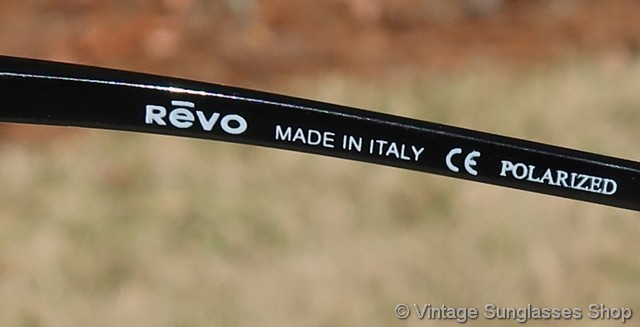 Rēvo MADE IN ITALY CE POLARIZED
© Vintage Sunglasses Shop